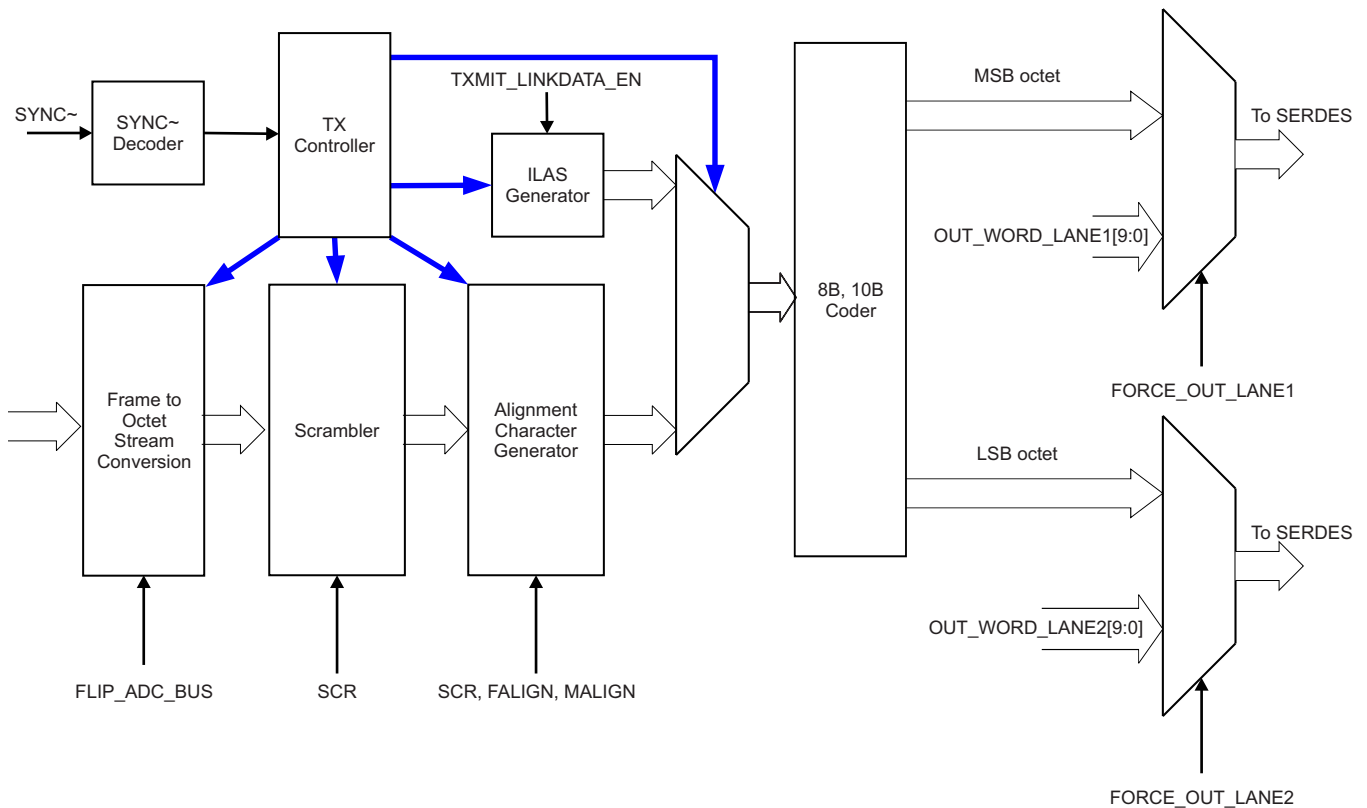 SYNC~
SYNC~
Decoder
TX
Controller
TXMIT_LINKDATA_EN
ILAS
Generator
MSB octet
To SERDES
OUT_WORD_LANE1[9:0]
FORCE_OUT_LANE1
8B, 10B
Coder
Frame to
Octet
Stream
Conversion
Scrambler
Alignment
Character
Generator
LSB octet
To SERDES
OUT_WORD_LANE2[9:0]
FORCE_OUT_LANE2
FLIP_ADC_BUS
SCR
SCR, FALIGN, MALIGN